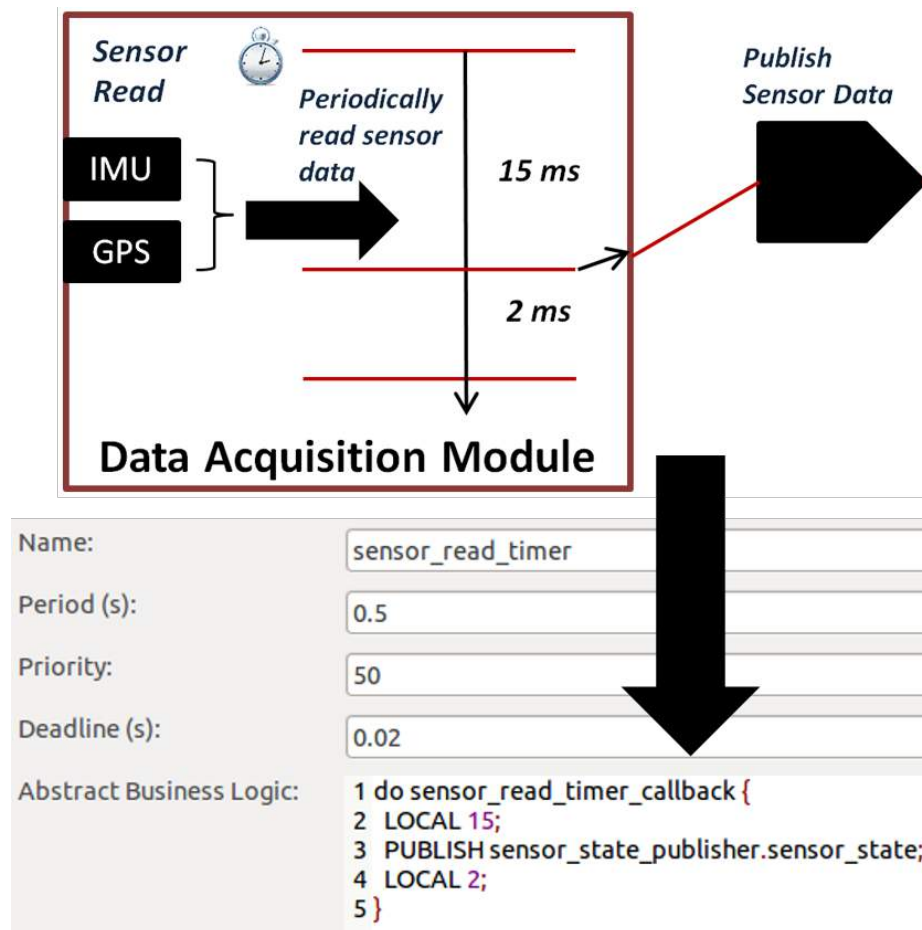 Sensor
Read
Periodically
read sensor
data
IMU
GPS
15 ms
2 ms
Publish
Sensor Data
Data Acquisition Module
Name:
sensor_read_timer
Period (s):
0.5
Priority:
50
Deadline (s):
0.02
Abstract Business Logic:
1 do sensor_read_timer_callback {
2 LOCAL 15;
3 PUBLISH sensor_state_publisher.sensor_state;
4 LOCAL 2;
5 }